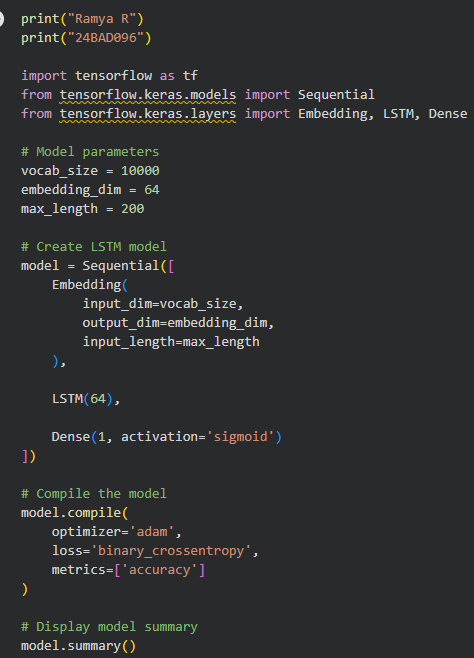 print("Ramya R")
print("24BAD096")
import tensorflow as tf
from tensorflow.keras.models import Sequential
from tensorflow.keras.layers import Embedding, LSTM, Dense
# Model parameters
vocab_size = 10000
embedding_dim = 64
max_length = 200
# Create LSTM model
model = Sequential([
    Embedding(
        input_dim=vocab_size,
        output_dim=embedding_dim,
        input_length=max_length
    ),
    LSTM(64),
    Dense(1, activation='sigmoid')
])
# Compile the model
model.compile(
    optimizer='adam',
    loss='binary_crossentropy',
    metrics=['accuracy']
)
# Display model summary
model.summary()